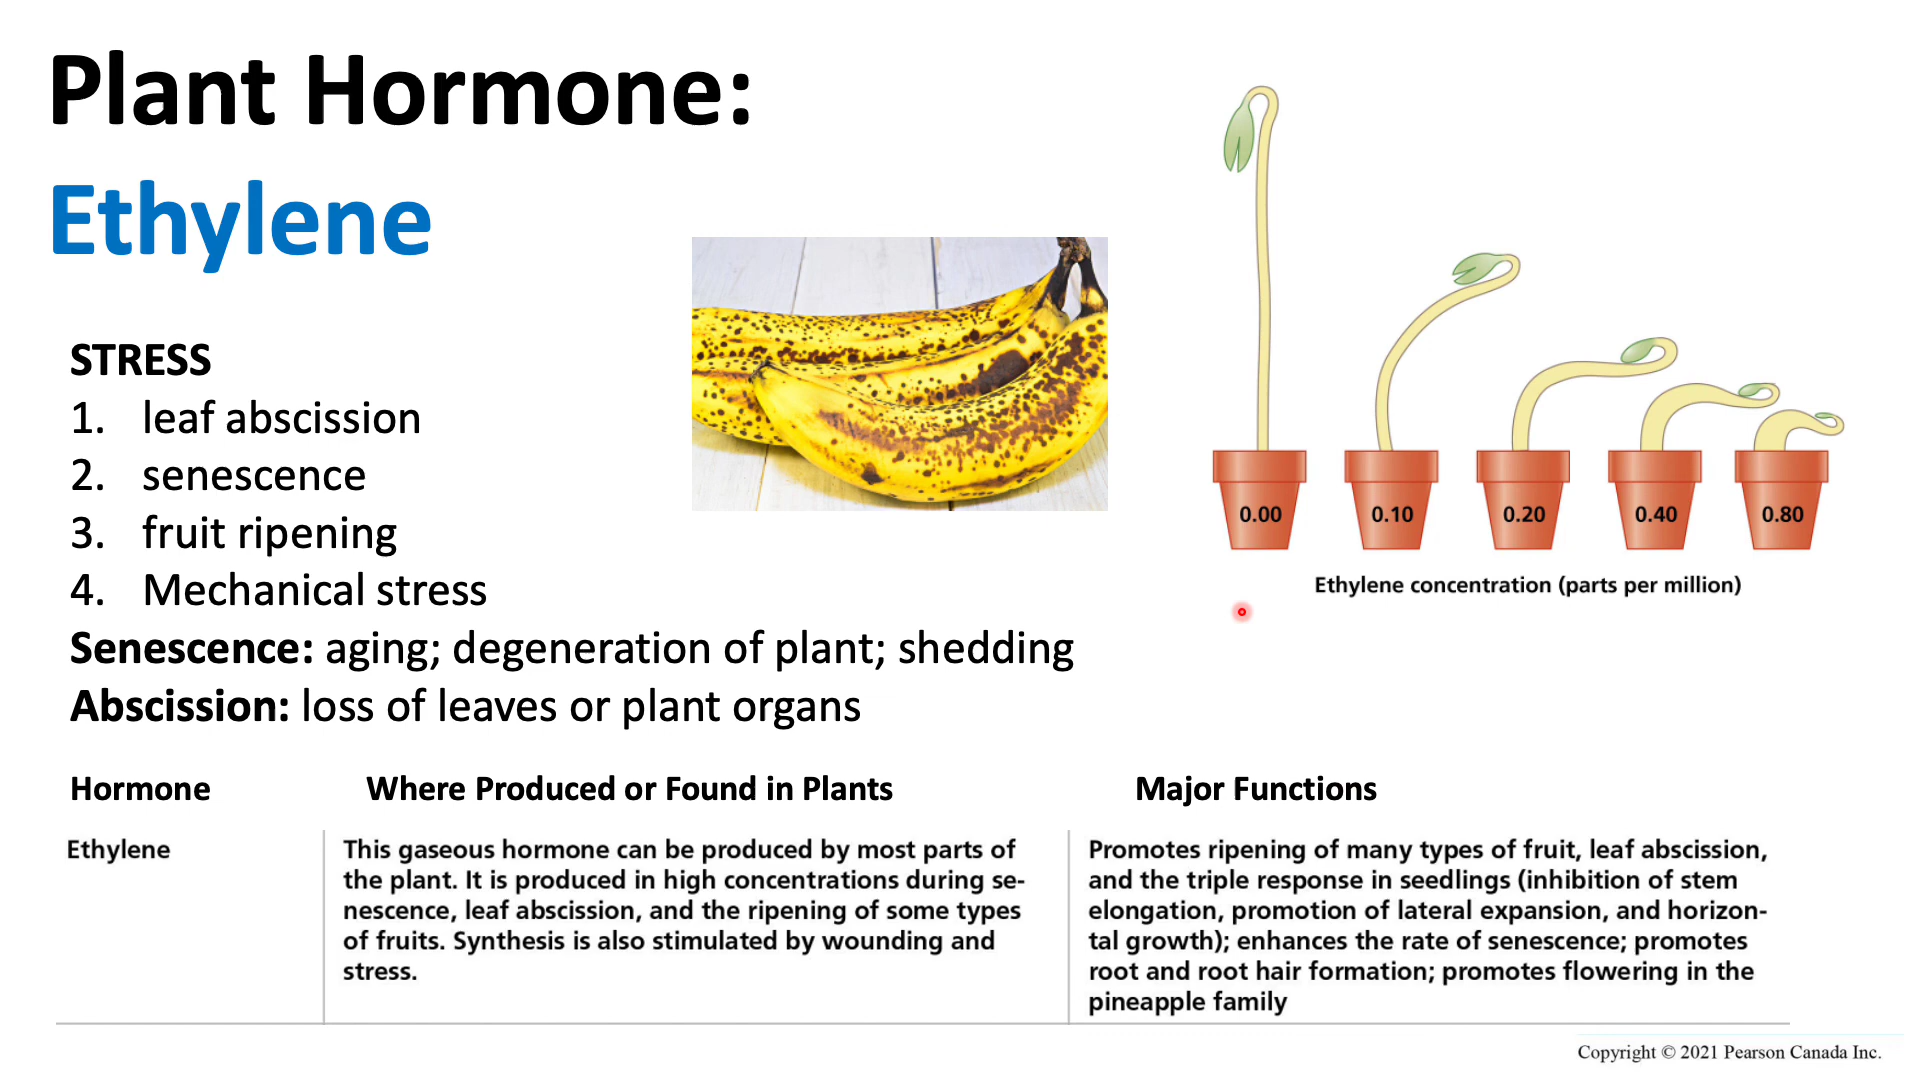 Plant Hormone:
Ethylene
STRESS
1. leaf abscission
2. senescence
3. fruit ripening
4. Mechanical stress
Senescence: aging; degeneration of plant; shedding
Abscission: loss of leaves or plant organs
0.00 0.10 0.20 0.40 0.80
Ethylene concentration (parts per million)
Hormone Where Produced or Found in Plants Major Functions
Ethylene
This gaseous hormone can be produced by most parts of
the plant. It is produced in high concentrations during se-
nescence, leaf abscission, and the ripening of some types
of fruits. Synthesis is also stimulated by wounding and
stress.
Promotes ripening of many types of fruit, leaf abscission,
and the triple response in seedlings (inhibition of stem
elongation, promotion of lateral expansion, and horizon-
tal growth); enhances the rate of senescence; promotes
root and root hair formation; promotes flowering in the
pineapple family
Copyright © 2021 Pearson Canada Inc.